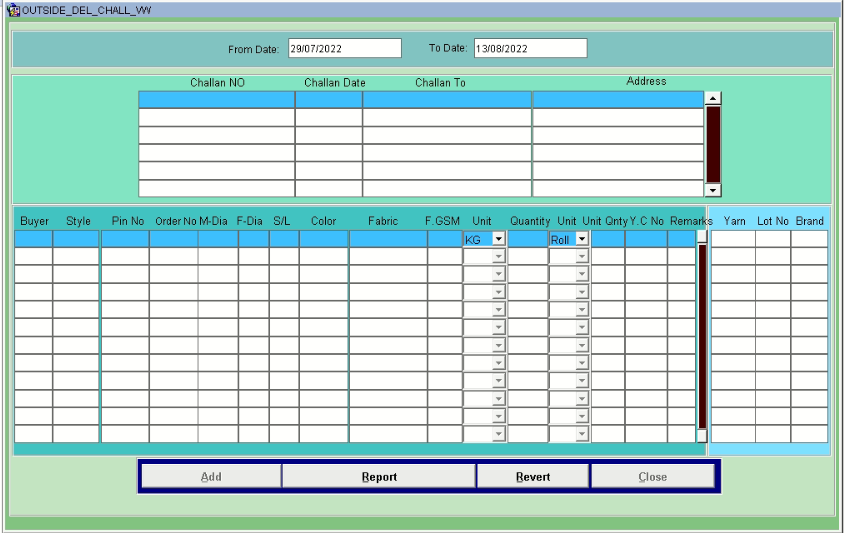 OUTSIDE_DEL_CHALL_VW
From Date: 29/07/2022 To Date: 13/08/2022
Challan NO Challan Date Challan To Address
Buyer Style Pin No Order No M-Dia F-Dia S/L Color Fabric F.GSM Unit Quantity Unit Unit Qnty Y.C No Remarks Yarn Lot No Brand
KG Roll
Add Report Revert Close